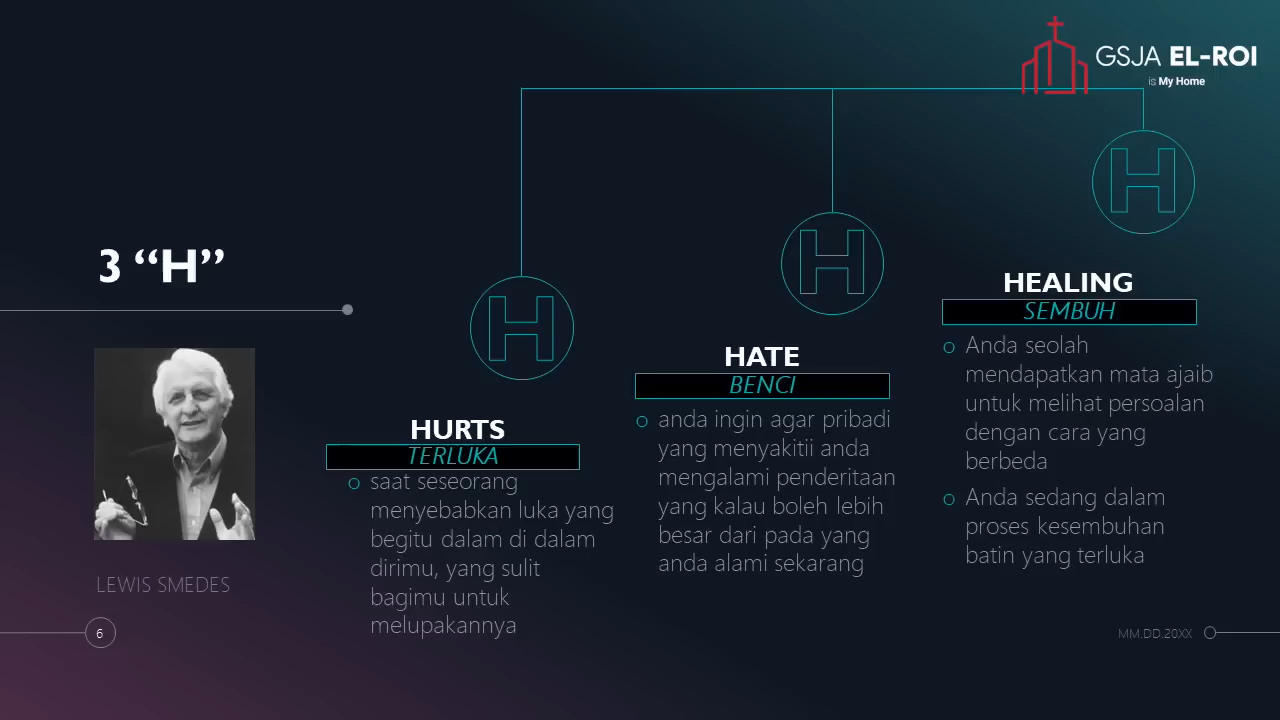 GSJA EL-ROI
is My Home
3 “H”
LEWIS SMEDES
6
H
HURTS
TERLUKA
saat seseorang
menyebabkan luka yang
begitu dalam di dalam
dirimu, yang sulit
bagimu untuk
melupakannya
H
HATE
BENCI
anda ingin agar pribadi
yang menyakitii anda
mengalami penderitaan
yang kalau boleh lebih
besar dari pada yang
anda alami sekarang
H
HEALING
SEMBUH
Anda seolah
mendapatkan mata ajaib
untuk melihat persoalan
dengan cara yang
berbeda
Anda sedang dalam
proses kesembuhan
batin yang terluka
MM.DD.20XX